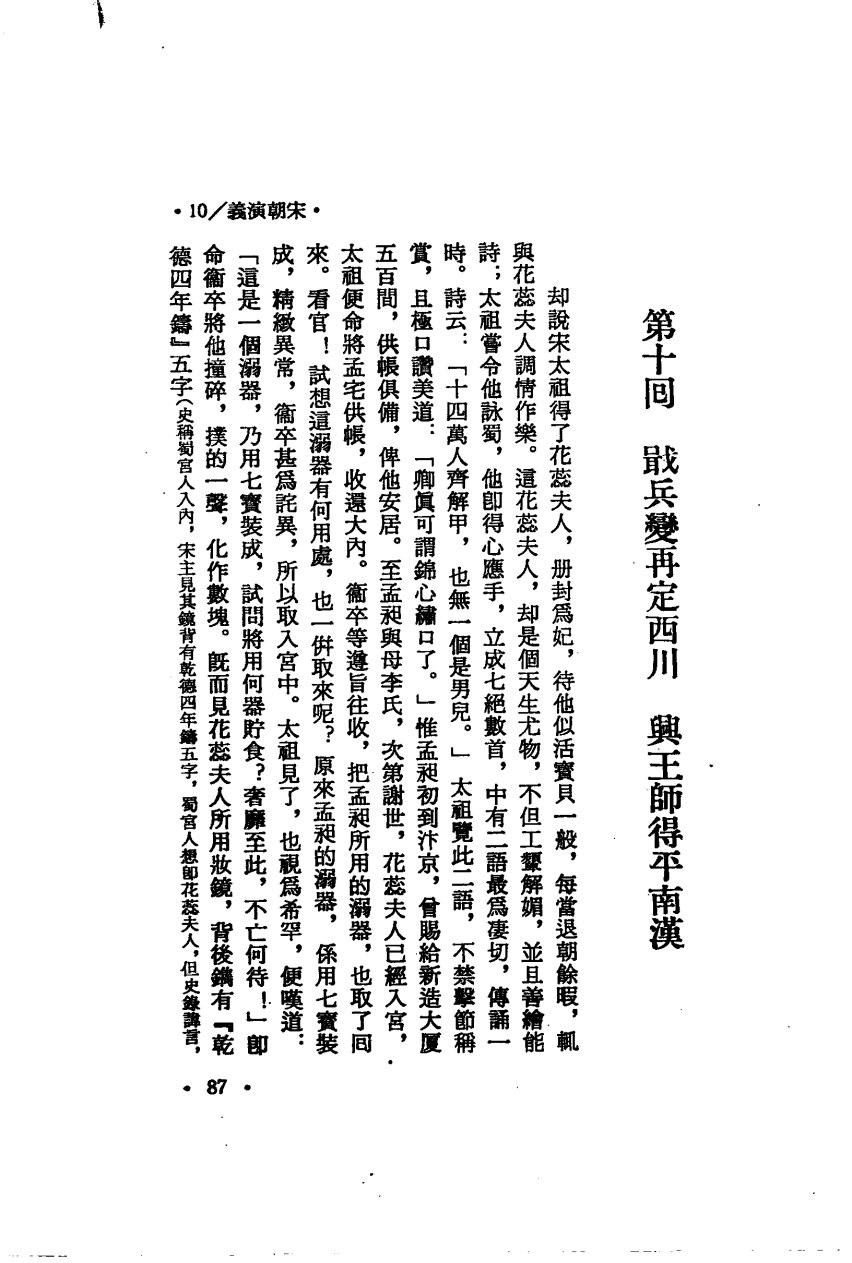 第十回　戢兵變再定西川　興王師得平南漢
却說宋太祖得了花蕊夫人，册封爲妃，待他似活寶貝一般，每當退朝餘暇，輒
與花蕊夫人調情作樂。這花蕊夫人，却是個天生尤物，不但工顰解媚，並且善繪能
詩；太祖嘗令他詠蜀，他卽得心應手，立成七絕數首，中有二語最爲凄切，傳誦一
時。詩云：「十四萬人齊解甲，也無一個是男兒。」太祖覽此二語，不禁擊節稱
賞，且極口讚美道：「卿眞可謂錦心繡口了。」惟孟昶初到汴京，曾賜給新造大厦
五百間，供帳俱備，俾他安居。至孟昶與母李氏，次第謝世，花蕊夫人已經入宮，
太祖便命將孟宅供帳，收還大內。衞卒等遵旨往收，把孟昶所用的溺器，也取了回
來。看官！試想這溺器有何用處，也一倂取來呢？原來孟昶的溺器，係用七寶裝
成，精緻異常，衞卒甚爲詫異，所以取入宮中。太祖見了，也視爲希罕，便嘆道：
「這是一個溺器，乃用七寶裝成，試問將用何器貯食？奢靡至此，不亡何待！」卽
命衞卒將他撞碎，撲的一聲，化作數塊。旣而見花蕊夫人所用妝鏡，背後鐫有『乾
德四年鑄』五字（史稱蜀宮人入內，宋主見其鏡背有乾德四年鑄五字，蜀宮人想卽花蕊夫人，但史錄諱言，
•10／義演朝宋•
• 87 •